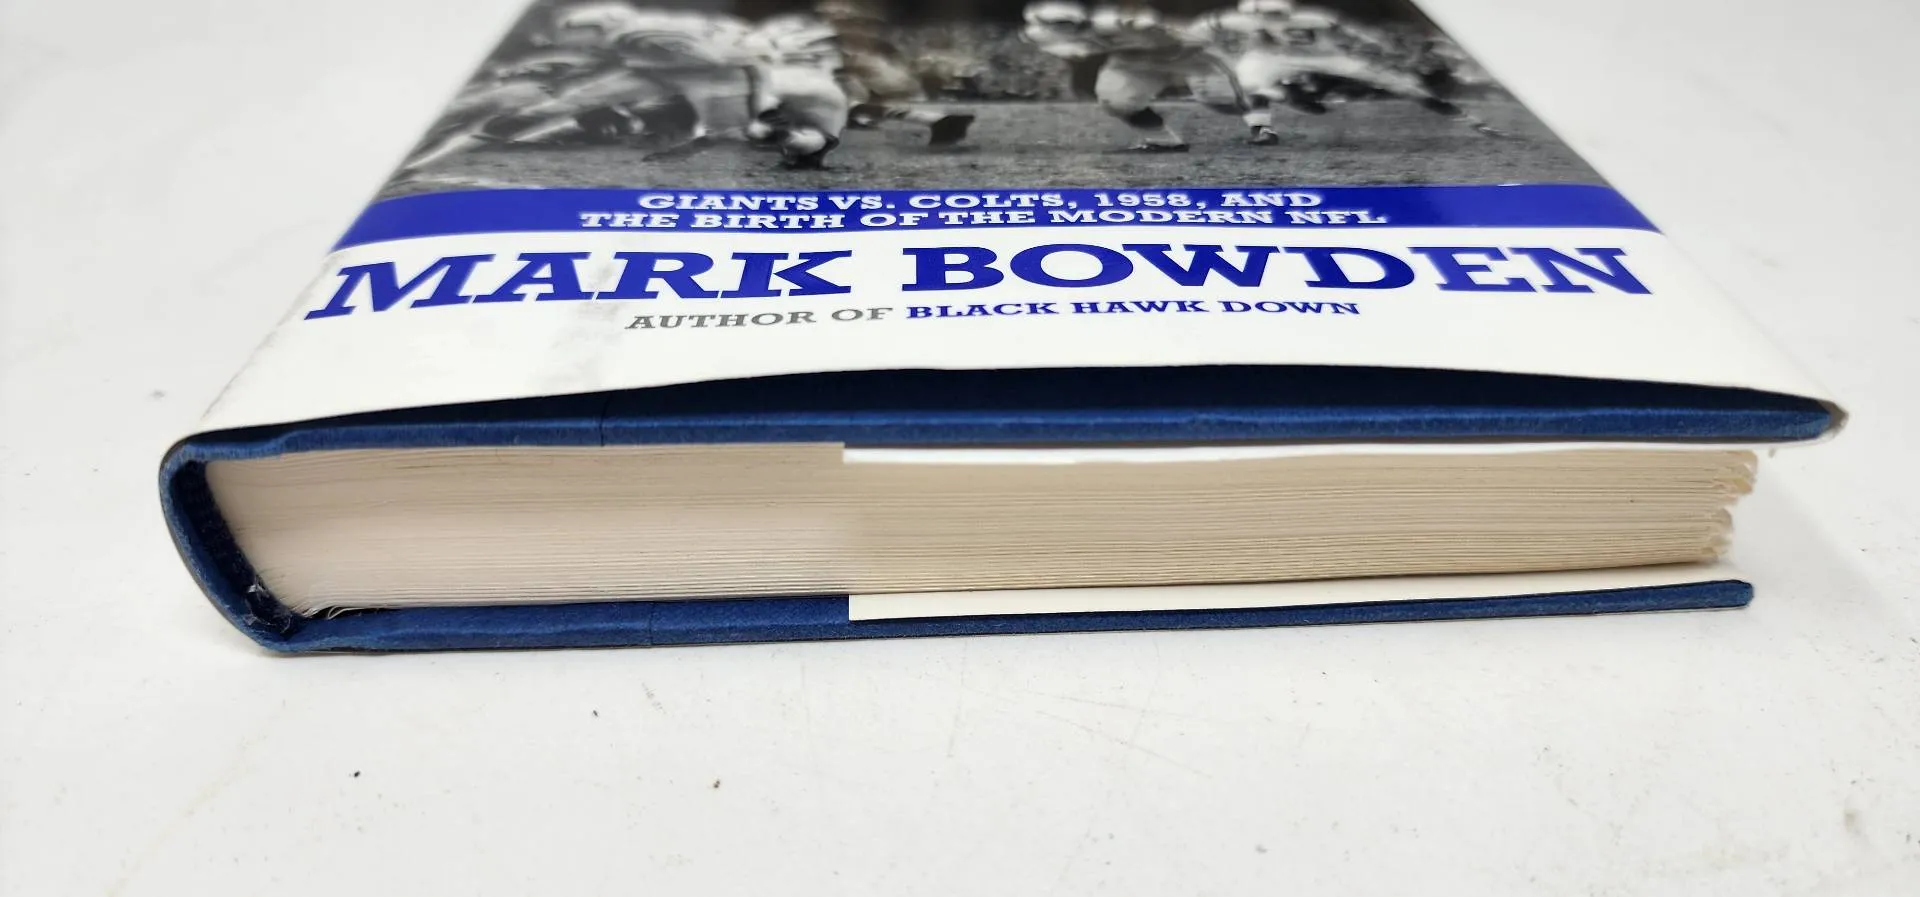 GIANTS VS. COLTS, 1958, AND
THE BIRTH OF THE MODERN NFL
MARK BOWDEN
AUTHOR OF BLACK HAWK DOWN